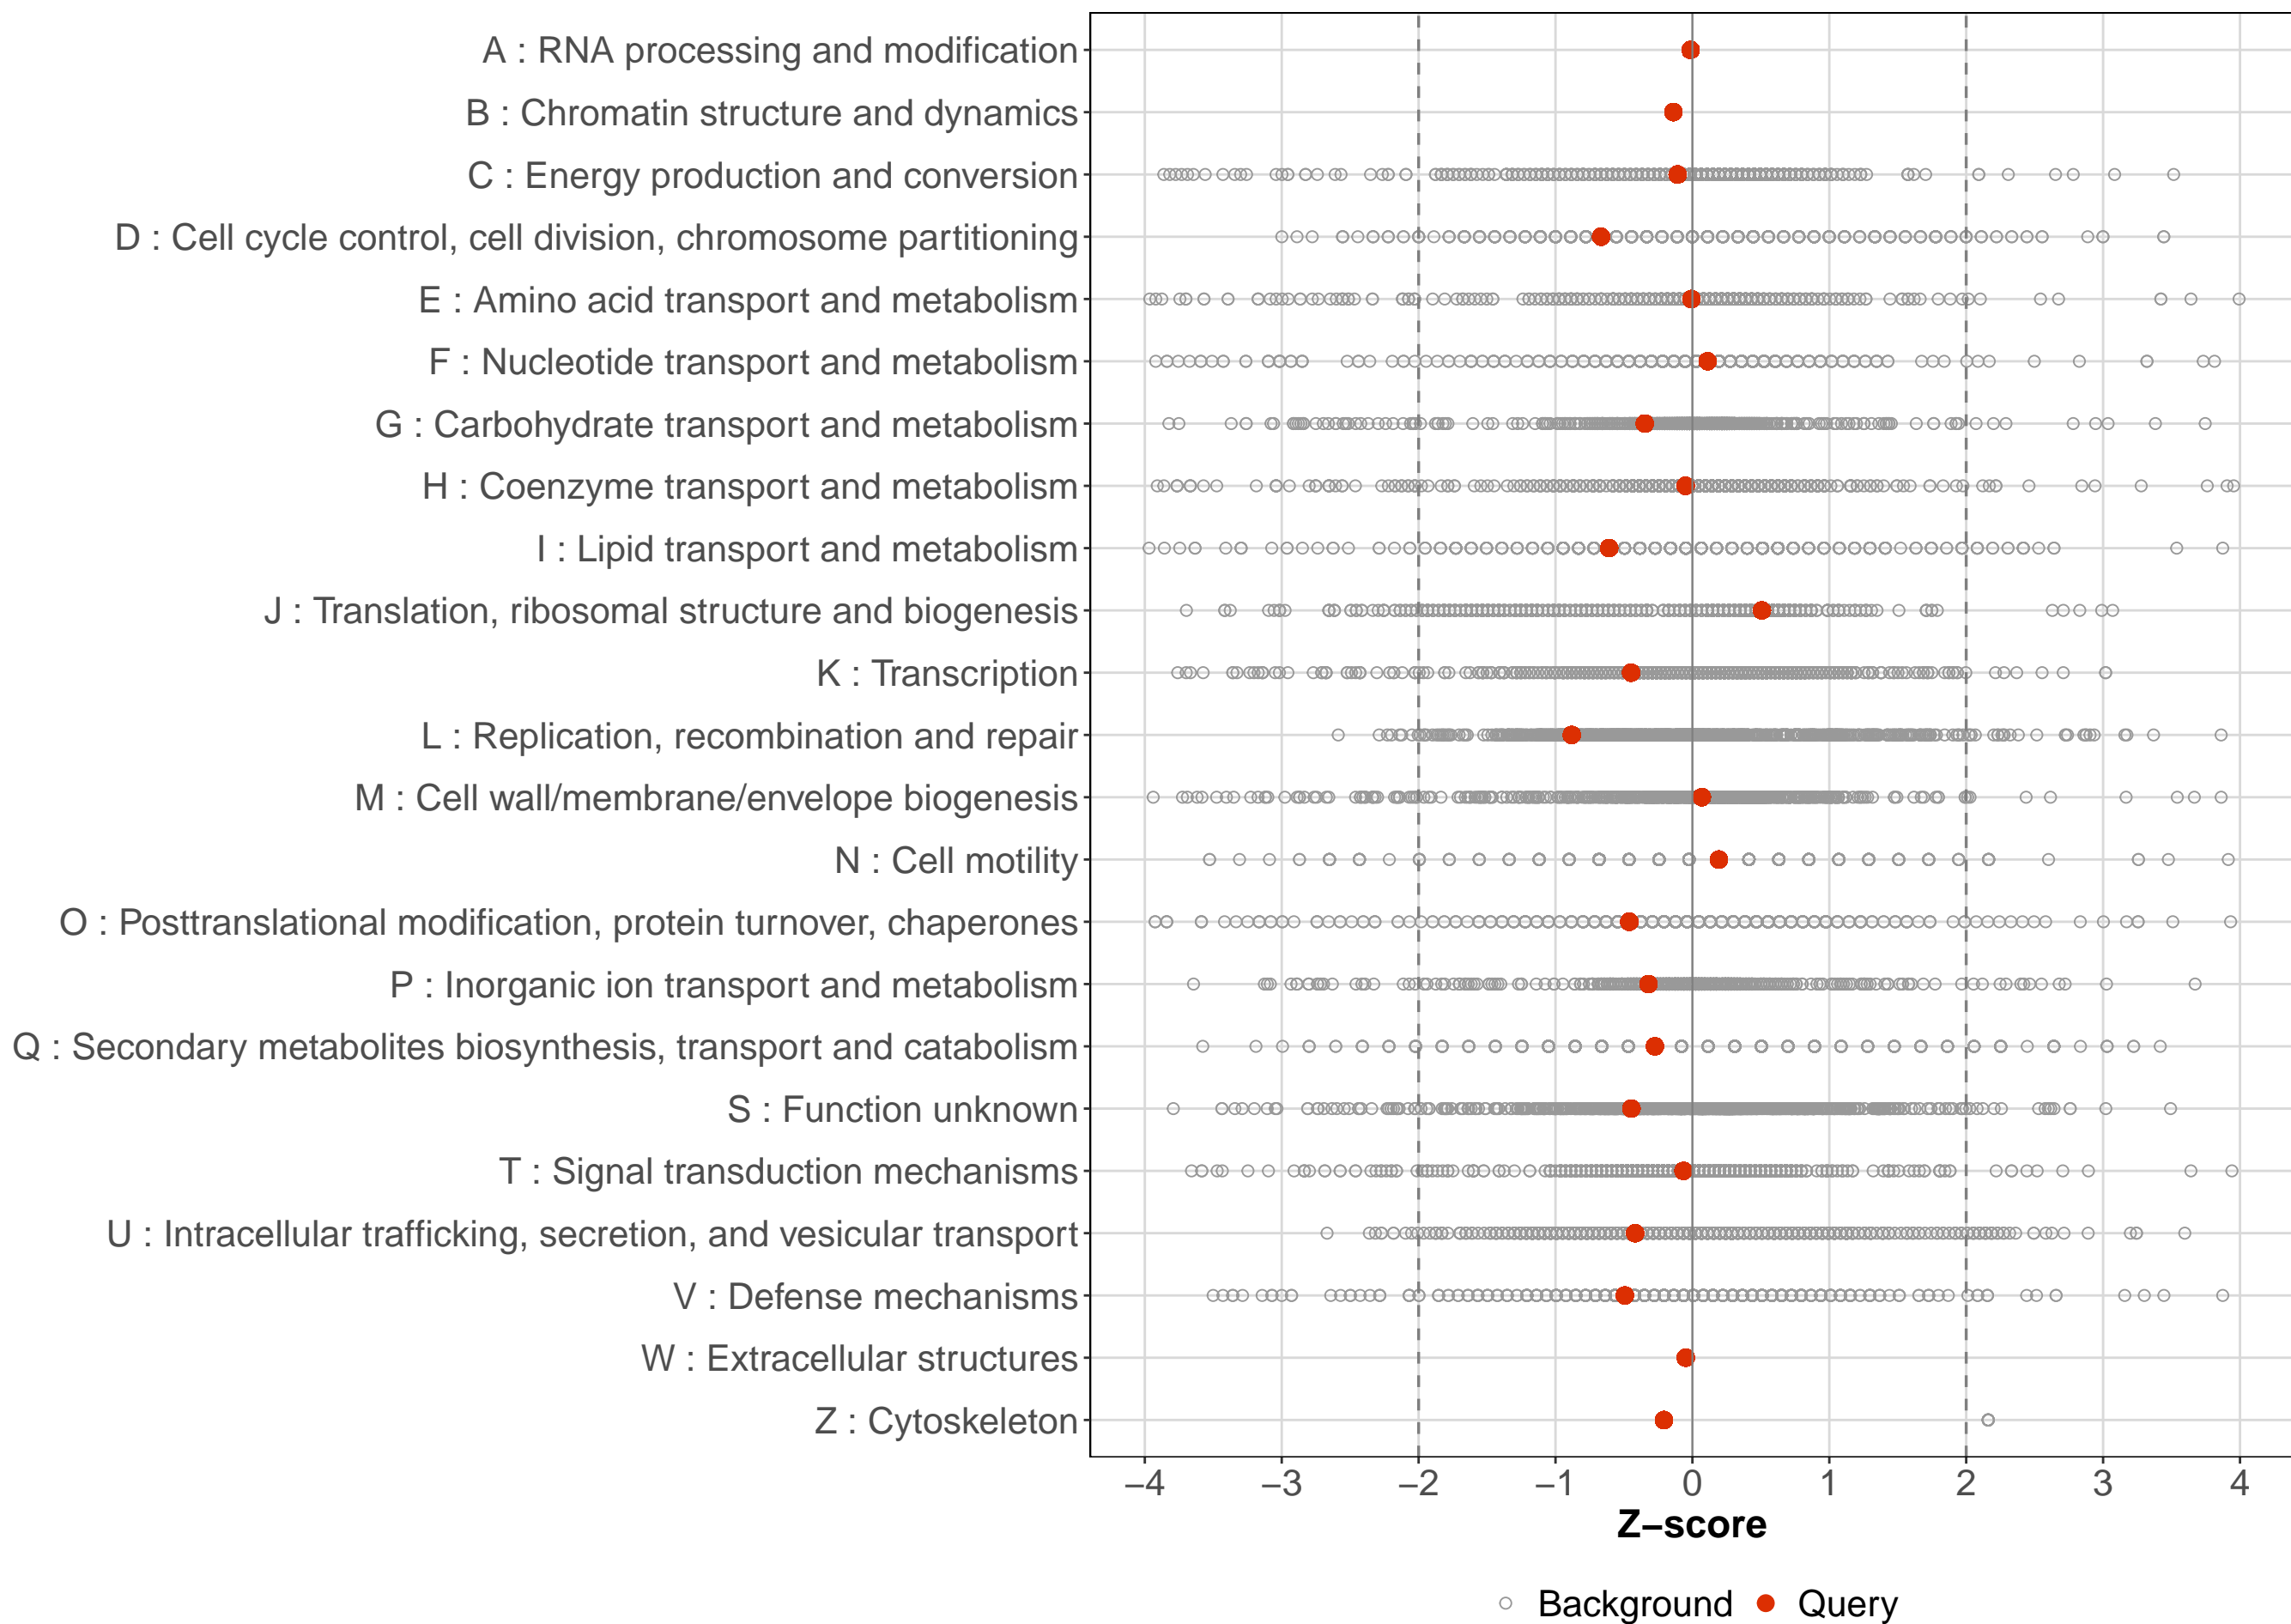 A : RNA processing and modification
B : Chromatin structure and dynamics
C : Energy production and conversion
D : Cell cycle control, cell division, chromosome partitioning
E : Amino acid transport and metabolism
F : Nucleotide transport and metabolism
G : Carbohydrate transport and metabolism
H : Coenzyme transport and metabolism
I : Lipid transport and metabolism
J : Translation, ribosomal structure and biogenesis
K : Transcription
L : Replication, recombination and repair
M : Cell wall/membrane/envelope biogenesis
N : Cell motility
O : Posttranslational modification, protein turnover, chaperones
P : Inorganic ion transport and metabolism
Q : Secondary metabolites biosynthesis, transport and catabolism
S : Function unknown
T : Signal transduction mechanisms
U : Intracellular trafficking, secretion, and vesicular transport
V : Defense mechanisms
W : Extracellular structures
Z : Cytoskeleton
−4 −3 −2 −1 0 1 2 3 4
Z−score
Background Query